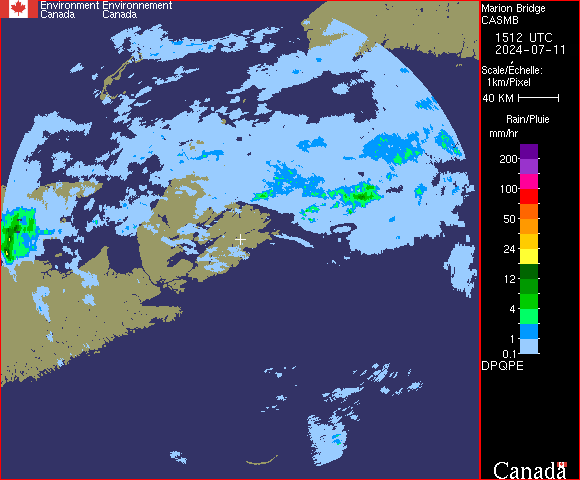 Environment Environnement
Canada Canada
Marion Bridge
CASMB
1512 UTC
2024-07-11
Scale/Échelle:
1km/Pixel
40 KM
Rain/Pluie
mm/hr
200
100
50
24
12
4
1
0.1
DPQPE
Canada